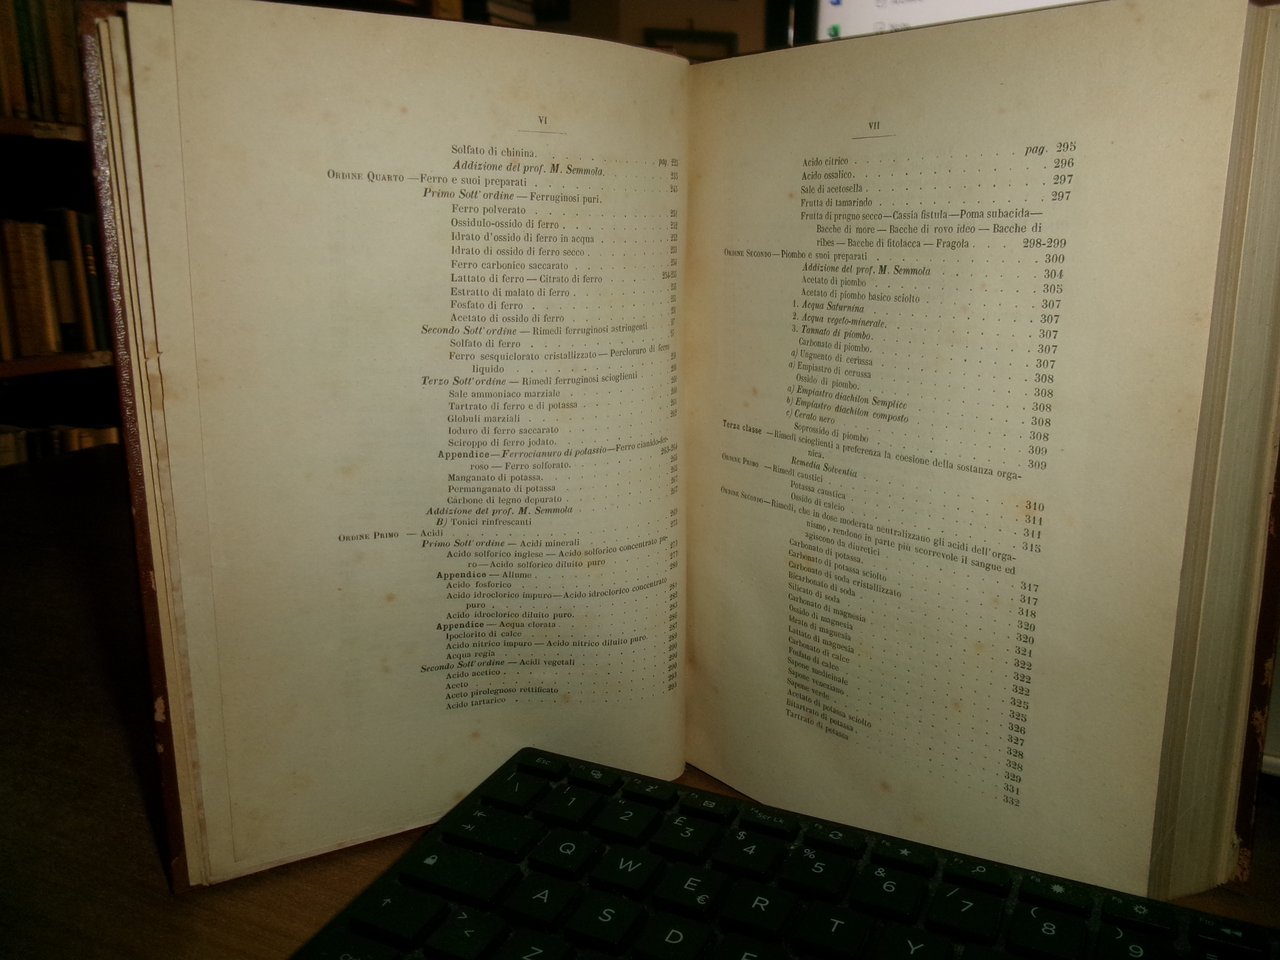 VI
Solfato di chinina. pag. 225
Addizione del prof. M. Semmola.
ORDINE QUARTO — Ferro e suoi preparati
Primo Sott'ordine — Ferruginosi puri.
Ferro polverato
Ossidulo-ossido di ferro
Idrato d'ossido di ferro in acqua
Idrato di ossido di ferro secco
Ferro carbonico saccarato
Lattato di ferro — Citrato di ferro
Estratto di malato di ferro
Fosfato di ferro
Acetato di ossido di ferro
Secondo Sott'ordine — Rimedi ferruginosi astringenti
Solfato di ferro
Ferro sesquiclorato cristallizzato — Percloruro di ferro
liquido
Terzo Sott'ordine — Rimedi ferruginosi scioglienti
Sale ammoniaco marziale
Tartrato di ferro e di potassa
Globuli marziali
Ioduro di ferro saccarato
Sciroppo di ferro jodato.
Appendice — Ferrocianuro di potassio — Ferro cianido-fer-
roso — Ferro solforato.
Manganato di potassa.
Permanganato di potassa
Carbone di legno depurato
Addizione del prof. M. Semmola
B) Tonici rinfrescanti
ORDINE PRIMO — Acidi
Primo Sott'ordine — Acidi minerali
Acido solforico inglese — Acido solforico concentrato pu-
ro — Acido solforico diluito puro
Appendice — Allume
Acido fosforico
Acido idroclorico impuro — Acido idroclorico concentrato
puro
Acido idroclorico diluito puro.
Appendice — Acqua clorata
Ipoclorito di calce
Acido nitrico impuro — Acido nitrico diluito puro.
Acqua regia
Secondo Sott'ordine — Acidi vegetali
Acido acetico
Aceto
Aceto pirolegnoso rettificato
Acido tartarico
VII
Acido citrico pag. 295
Acido ossalico. 296
Sale di acetosella 297
Frutta di tamarindo 297
Frutta di prugno secco — Cassia fistula — Poma subacida —
Bacche di more — Bacche di rovo ideo — Bacche di
ribes — Bacche di fitolacca — Fragola 298-299
ORDINE SECONDO — Piombo e suoi preparati 300
Addizione del prof. M. Semmola 304
Acetato di piombo 305
Acetato di piombo basico sciolto 307
1. Acqua Saturnina 307
2. Acqua vegeto-minerale. 307
3. Tannato di piombo. 307
Carbonato di piombo. 307
a) Unguento di cerussa 308
a) Empiastro di cerussa 308
Ossido di piombo. 308
a) Empiastro diachilon Semplice 308
b) Empiastro diachilon composto 308
c) Cerato nero 309
Soprossido di piombo 309
Terza classe — Rimedi scioglienti a preferenza la coesione della sostanza orga-
nica.
Remedia Solventia 310
ORDINE PRIMO — Rimedi caustici 311
Potassa caustica 311
Ossido di calcio 315
ORDINE SECONDO — Rimedi, che in dose moderata neutralizzano gli acidi dell'orga-
nismo, rendono in parte più scorrevole il sangue ed
agiscono da diuretici 317
Carbonato di potassa. 317
Carbonato di potassa sciolto 318
Carbonato di soda cristallizzato 320
Bicarbonato di soda 320
Silicato di soda 321
Carbonato di magnesia 322
Ossido di magnesia 322
Idrato di magnesia 322
Lattato di magnesia 325
Carbonato di calce 325
Fosfato di calce 326
Sapone medicinale 327
Sapone veneziano 328
Sapone verde 328
Acetato di potassa sciolto 329
Bitartrato di potassa 331
Tartrato di potassa 332